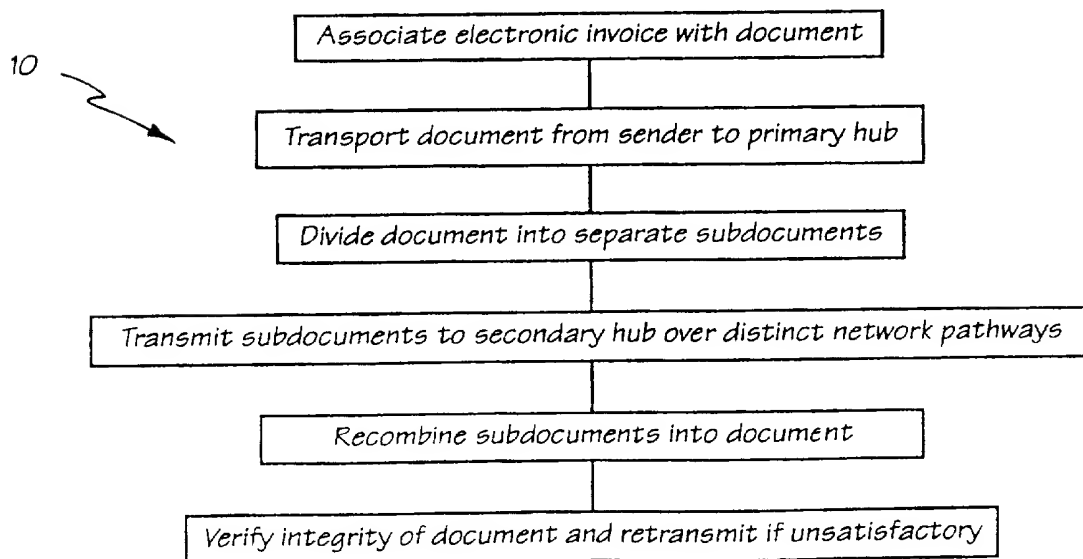 Associate electronic invoice with document
10
Transport document from sender to primary hub
Divide document into separate subdocuments
Transmit subdocuments to secondary hub over distinct network pathways
Recombine subdocuments into document
Verify integrity of document and retransmit if unsatisfactory